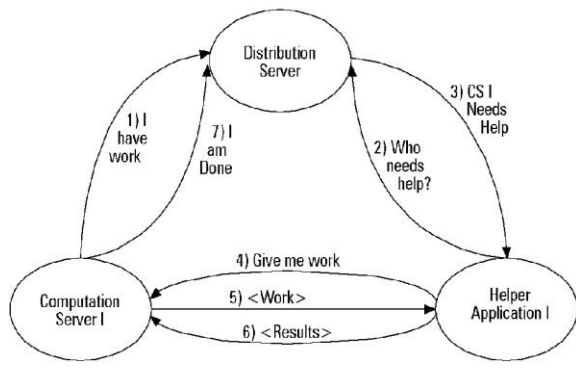 Distribution
Server
1) I
have
work
7) I
am
Done
2) Who
needs
help?
3) CS I
Needs
Help
4) Give me work
5) <Work>
6) <Results>
Computation
Server I
Helper
Application I